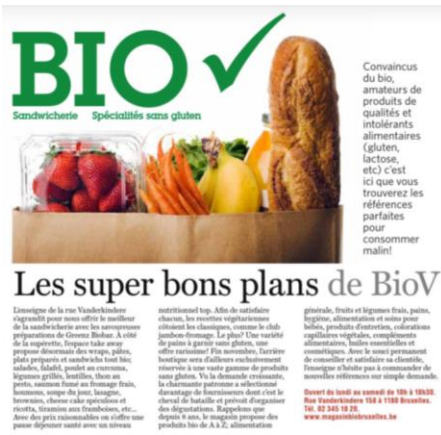 BIO
Sandwicherie Spécialités sans gluten
Convaincus
du bio,
amateurs de
produits de
qualités et
intolérants
alimentaires
(gluten,
lactose,
etc) c'est
ici que vous
trouverez les
références
parfaites
pour
consommer
malin!
Les super bons plans de BioV
L'enseigne de la rue Vanderkindere
s'agrandit pour nous offrir le meilleur
de la sandwicherie avec les savoureuses
préparations de Greenz Biobar. A côté
de la supérette, l'espace take away
propose désormais des wraps, pâtes,
plats préparés et sandwichs tout bio;
salades, falafel, poulet au curcuma,
légumes grillés, lentilles, thon au
pesto, saumon fumé au fromage frais,
houmous, soupe du jour, lasagne,
brownies, cheese cake spéculoos et
ricotta, tiramisu aux framboises, etc...
Avec des prix raisonnables on s'offre une
pause déjeuner santé avec un niveau
nutritionnel top. Afin de satisfaire
chacun, les recettes végétariennes
côtoient les classiques, comme le club
jambon-fromage. Le plus? Une variété
de pains à garnir sans gluten, une
offre rarissime! Fin novembre, l'arrière
boutique sera d'ailleurs exclusivement
réservée à une vaste gamme de produits
sans gluten. Vu la demande croissante,
la charmante patronne a sélectionné
davantage de fournisseurs dont c'est le
cheval de bataille et prévoit d'organiser
des dégustations. Rappelons que
depuis 8 ans, le magasin propose des
produits bio de A à Z; alimentation
générale, fruits et légumes frais, pains,
hygiène, alimentation et soins pour
bébés, produits d'entretien, colorations
capillaires végétales, compléments
alimentaires, huiles essentielles et
cosmétiques. Avec le souci permanent
de conseiller et satisfaire sa clientèle,
l'enseigne n'hésite pas à commander de
nouvelles références sur simple demande.
Ouvert du lundi au samedi de 10h à 18h30.
Rue Vanderkindere 158 à 1180 Bruxelles.
Tél. 02 345 18 28.
www.magasinbiobruxelles.be